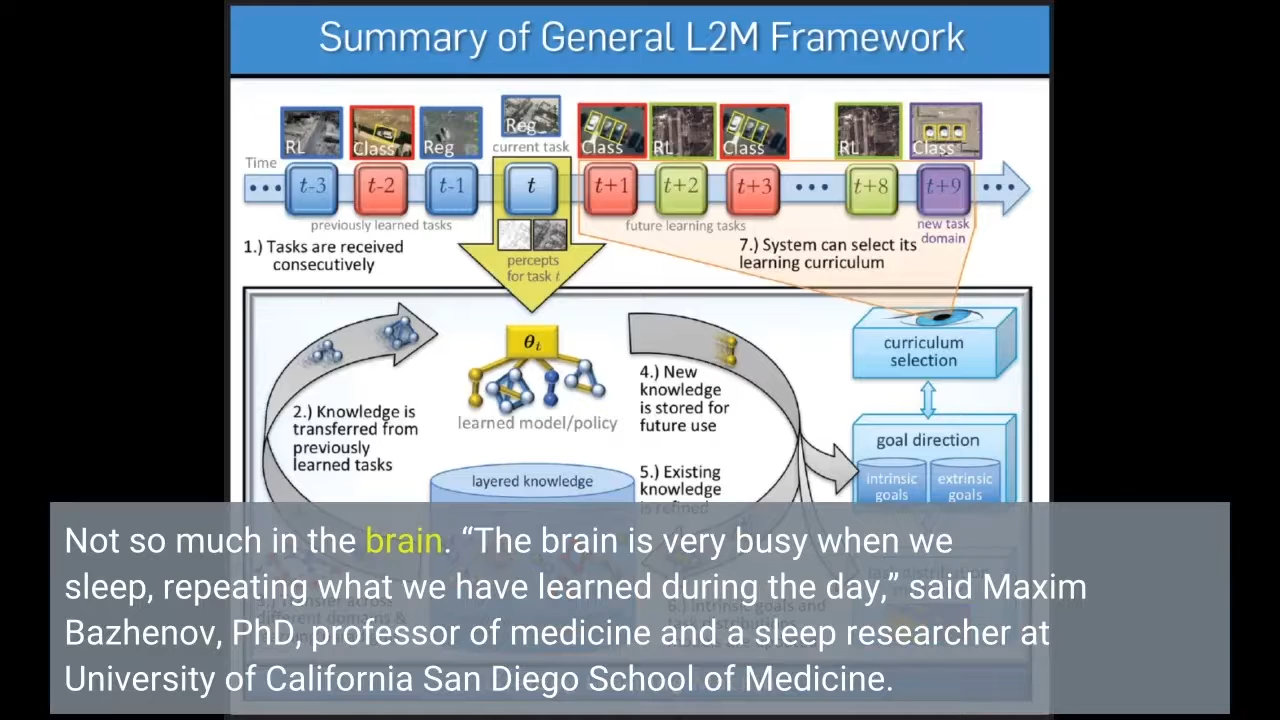 Summary of General L2M Framework
RL
Class
Reg
Reg
current task
Class
RL
Class
RL
Class
Time
••• t-3 t-2 t-1 t t+1 t+2 t+3 ••• t+8 t+9 •••
previously learned tasks
future learning tasks
new task
domain
1.) Tasks are received
consecutively
percepts
for task t
7.) System can select its
learning curriculum
θt
learned model/policy
2.) Knowledge is
transferred from
previously
learned tasks
4.) New
knowledge
is stored for
future use
curriculum
selection
goal direction
intrinsic
goals
extrinsic
goals
layered knowledge
5.) Existing
knowledge
is refined
Not so much in the brain. “The brain is very busy when we
sleep, repeating what we have learned during the day,” said Maxim
Bazhenov, PhD, professor of medicine and a sleep researcher at
University of California San Diego School of Medicine.